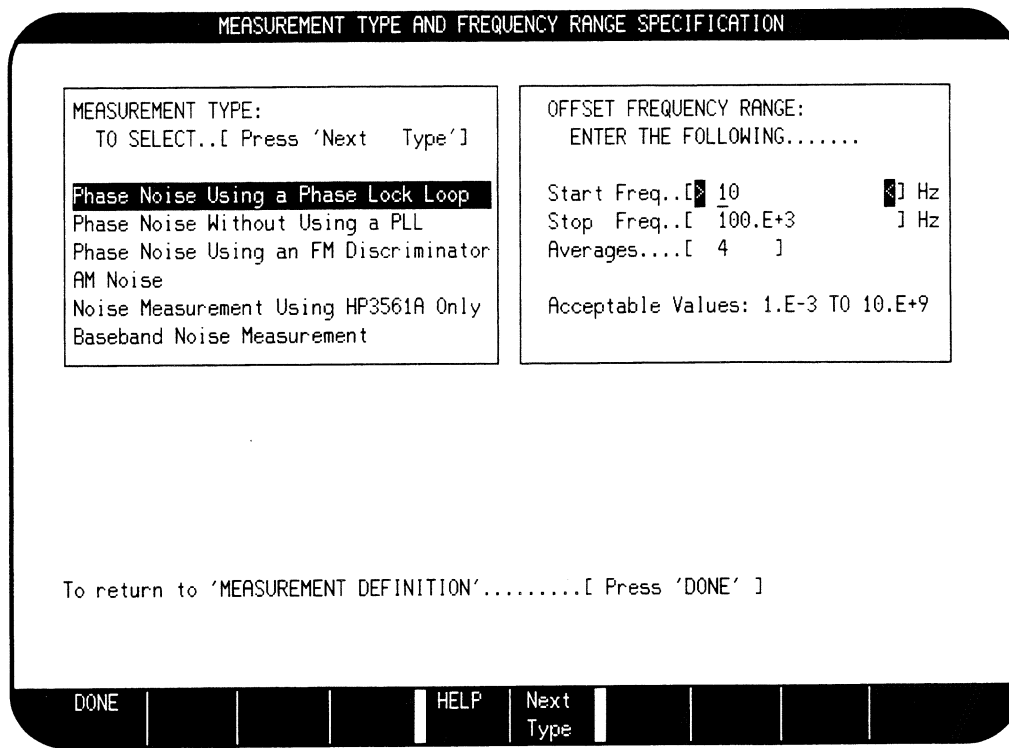 MEASUREMENT TYPE AND FREQUENCY RANGE SPECIFICATION
MEASUREMENT TYPE:
TO SELECT..[ Press 'Next Type']
Phase Noise Using a Phase Lock Loop
Phase Noise Without Using a PLL
Phase Noise Using an FM Discriminator
AM Noise
Noise Measurement Using HP3561A Only
Baseband Noise Measurement
OFFSET FREQUENCY RANGE:
ENTER THE FOLLOWING.......
Start Freq..[> 10 <] Hz
Stop Freq..[ 100.E+3 ] Hz
Averages....[ 4 ]
Acceptable Values: 1.E-3 TO 10.E+9
To return to 'MEASUREMENT DEFINITION'.........[ Press 'DONE' ]
DONE
HELP
Next
Type